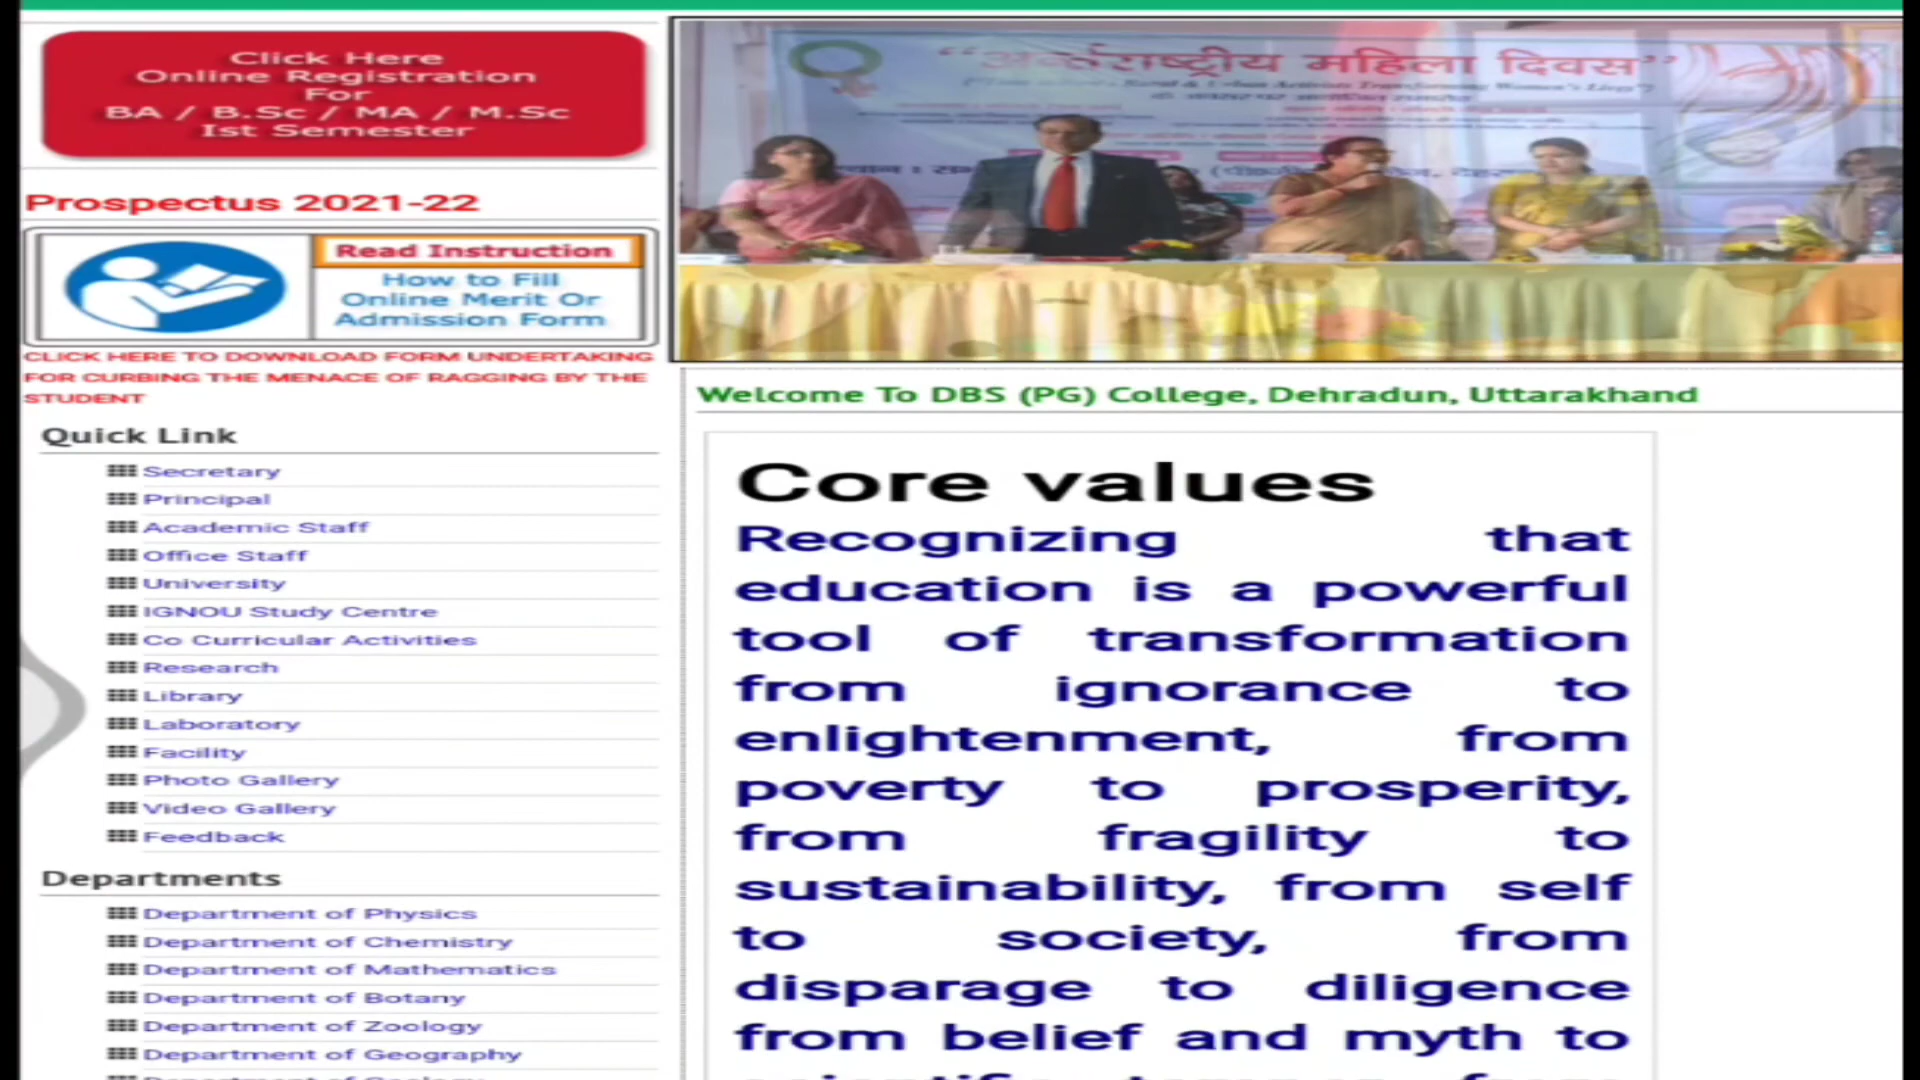 Click Here
Online Registration
For
BA / B.Sc / MA / M.Sc
Ist Semester
Prospectus 2021-22
Read Instruction
How to Fill
Online Merit Or
Admission Form
CLICK HERE TO DOWNLOAD FORM UNDERTAKING
FOR CURBING THE MENACE OF RAGGING BY THE
STUDENT
Quick Link
Secretary
Principal
Academic Staff
Office Staff
University
IGNOU Study Centre
Co Curricular Activities
Research
Library
Laboratory
Facility
Photo Gallery
Video Gallery
Feedback
Departments
Department of Physics
Department of Chemistry
Department of Mathematics
Department of Botany
Department of Zoology
Department of Geography
महिला दिवस”
Rural & Urban Activists Transforming Women's Lives”)
Welcome To DBS (PG) College, Dehradun, Uttarakhand
Core values
Recognizing that
education is a powerful
tool of transformation
from ignorance to
enlightenment, from
poverty to prosperity,
from fragility to
sustainability, from self
to society, from
disparage to diligence
from belief and myth to